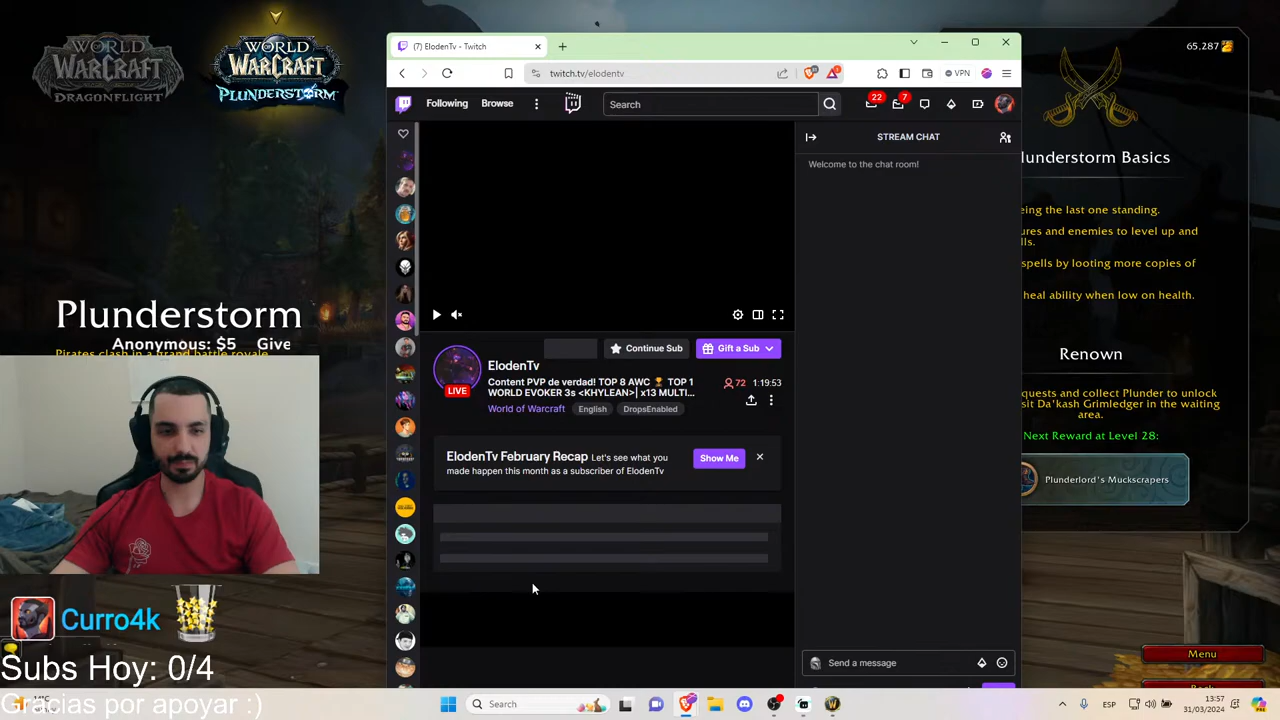 WORLD
WARCRAFT
DRAGONFLIGHT
WORLD
WARCRAFT
PLUNDERSTORM
Plunderstorm
Pirates clash in a grand battle royale
Anonymous: $5 Give
Curro4k
Subs Hoy: 0/4
Gracias por apoyar :)
(7) ElodenTv - Twitch
twitch.tv/elodentv
VPN
Following
Browse
Search
22
7
STREAM CHAT
Welcome to the chat room!
Continue Sub
Gift a Sub
LIVE
ElodenTv
Content PVP de verdad! TOP 8 AWC 🏆 TOP 1
WORLD EVOKER 3s <KHYLEAN>| x13 MULTI...
72
1:19:53
World of Warcraft
English
DropsEnabled
ElodenTv February Recap Let's see what you
made happen this month as a subscriber of ElodenTv
Show Me
Send a message
65,287
lunderstorm Basics
eing the last one standing.
ures and enemies to level up and
lls.
spells by looting more copies of
heal ability when low on health.
Renown
quests and collect Plunder to unlock
isit Da'kash Grimledger in the waiting
area.
Next Reward at Level 28:
Plunderlord's Muckscrapers
Menu
Search
ESP
13:57
31/03/2024